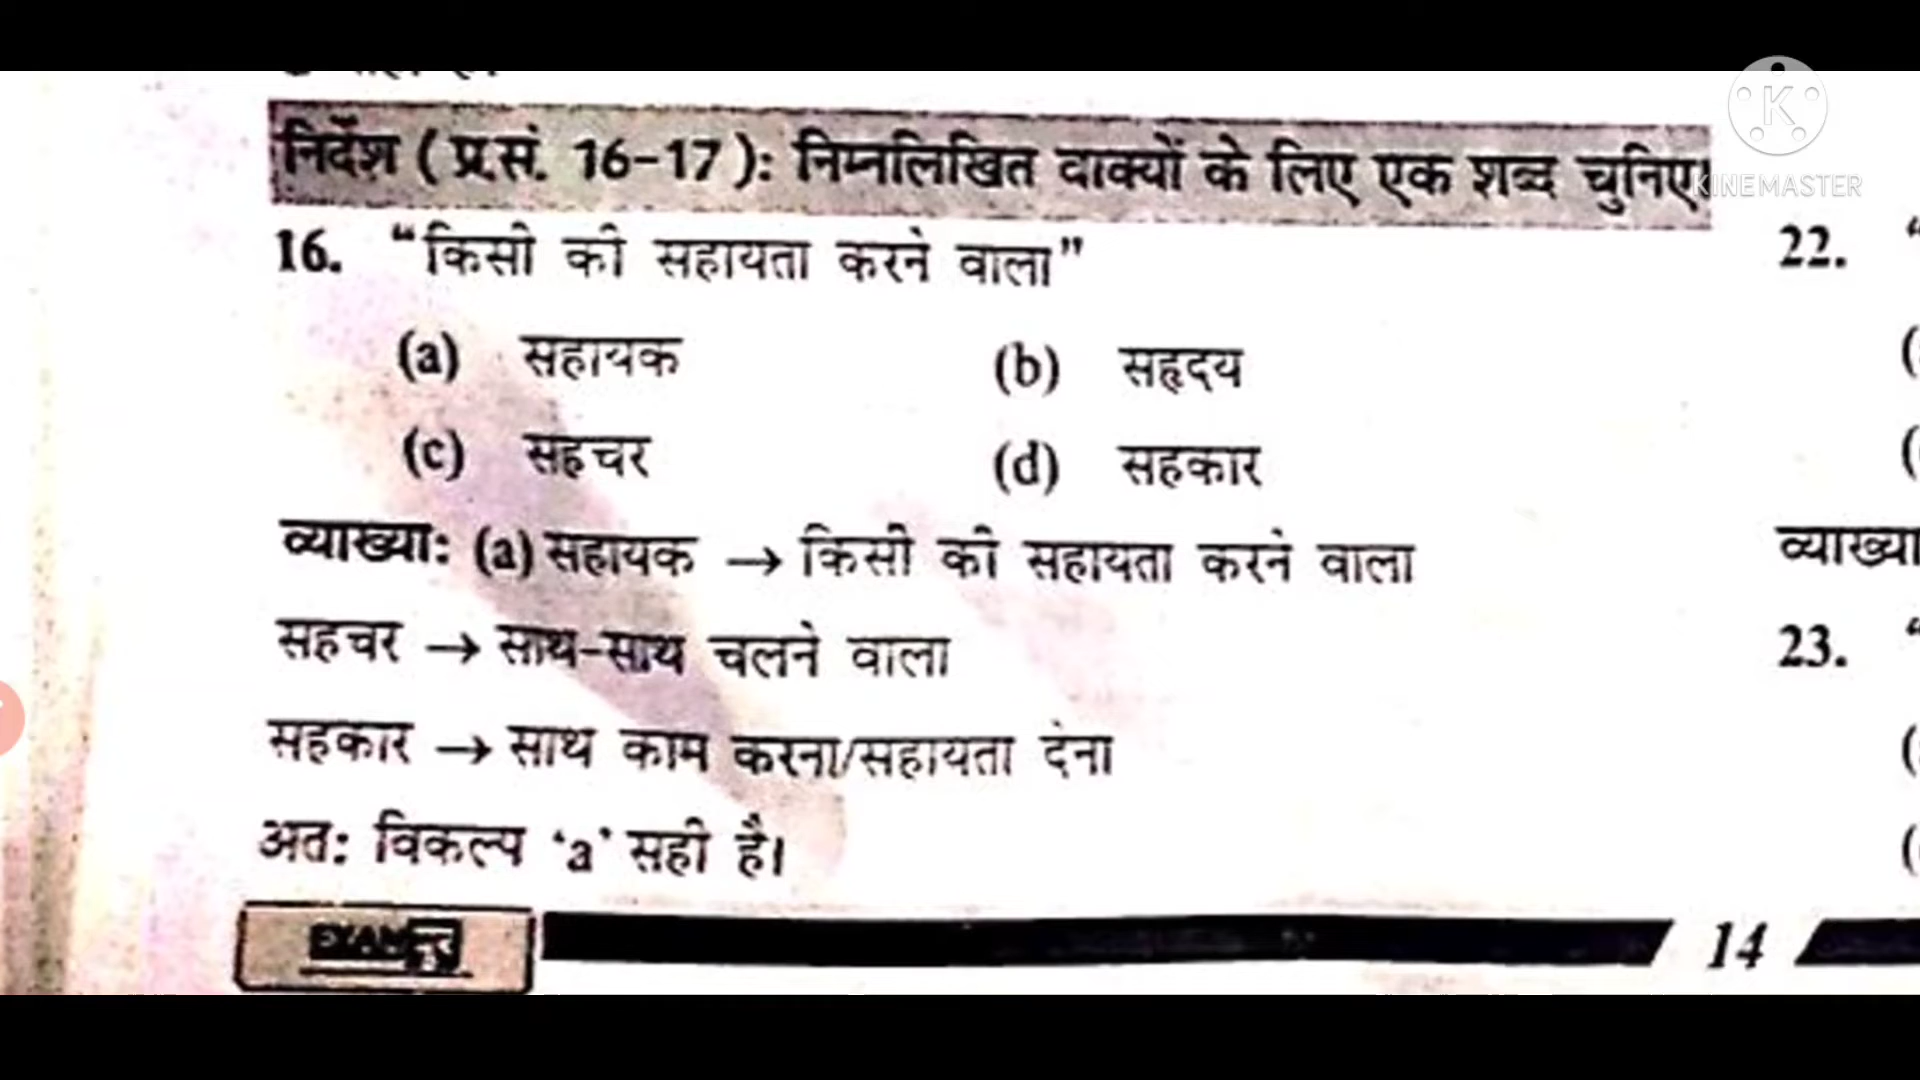 निर्देश ( प्र.सं. 16-17 ): निम्नलिखित वाक्यों के लिए एक शब्द चुनिए।
KINEMASTER
16. “किसी की सहायता करने वाला”
(a) सहायक (b) सहृदय
(c) सहचर (d) सहकार
व्याख्या: (a) सहायक → किसी की सहायता करने वाला
सहचर → साथ-साथ चलने वाला
सहकार → साथ काम करना/सहायता देना
अत: विकल्प ‘a’ सही है।
EXAM
14
22.
व्याख्या
23.